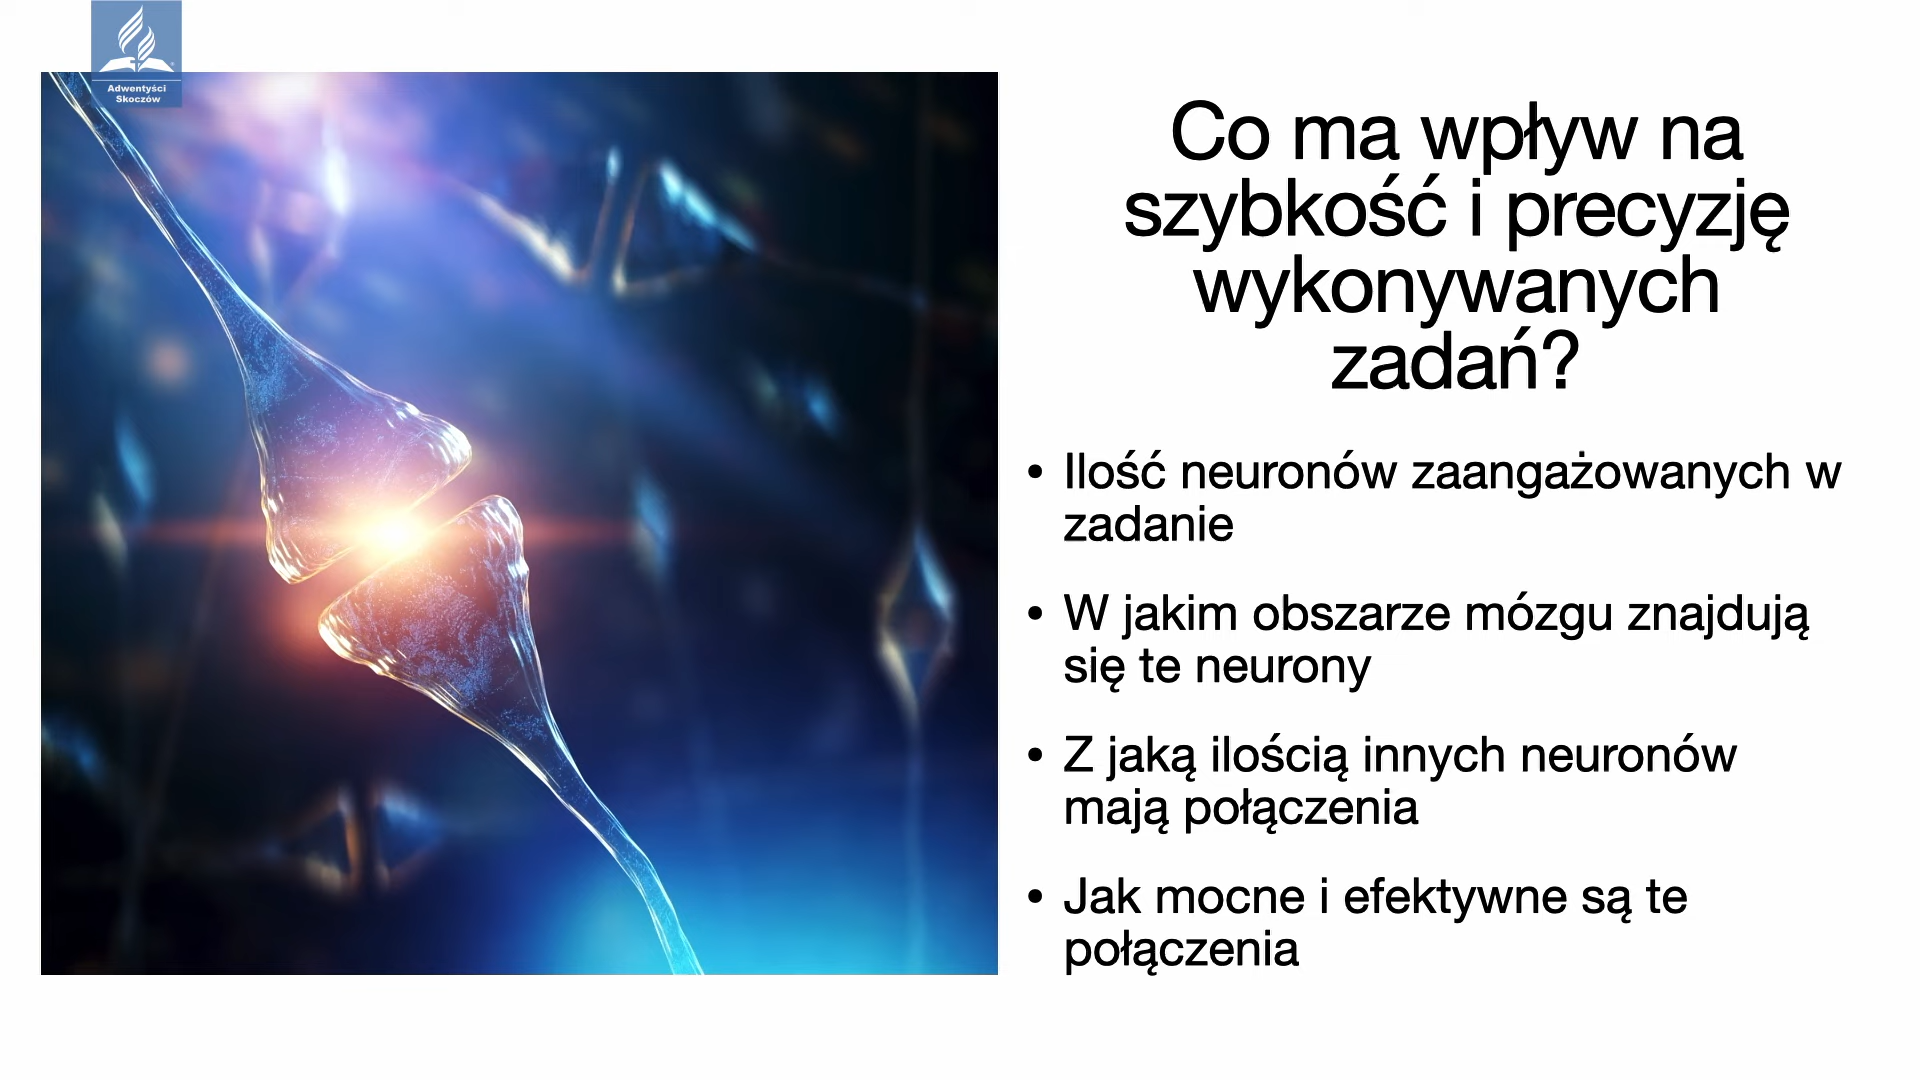 Adwentyści
Skoczów
Co ma wpływ na
szybkość i precyzję
wykonywanych
zadań?
• Ilość neuronów zaangażowanych w
zadanie
• W jakim obszarze mózgu znajdują
się te neurony
• Z jaką ilością innych neuronów
mają połączenia
• Jak mocne i efektywne są te
połączenia